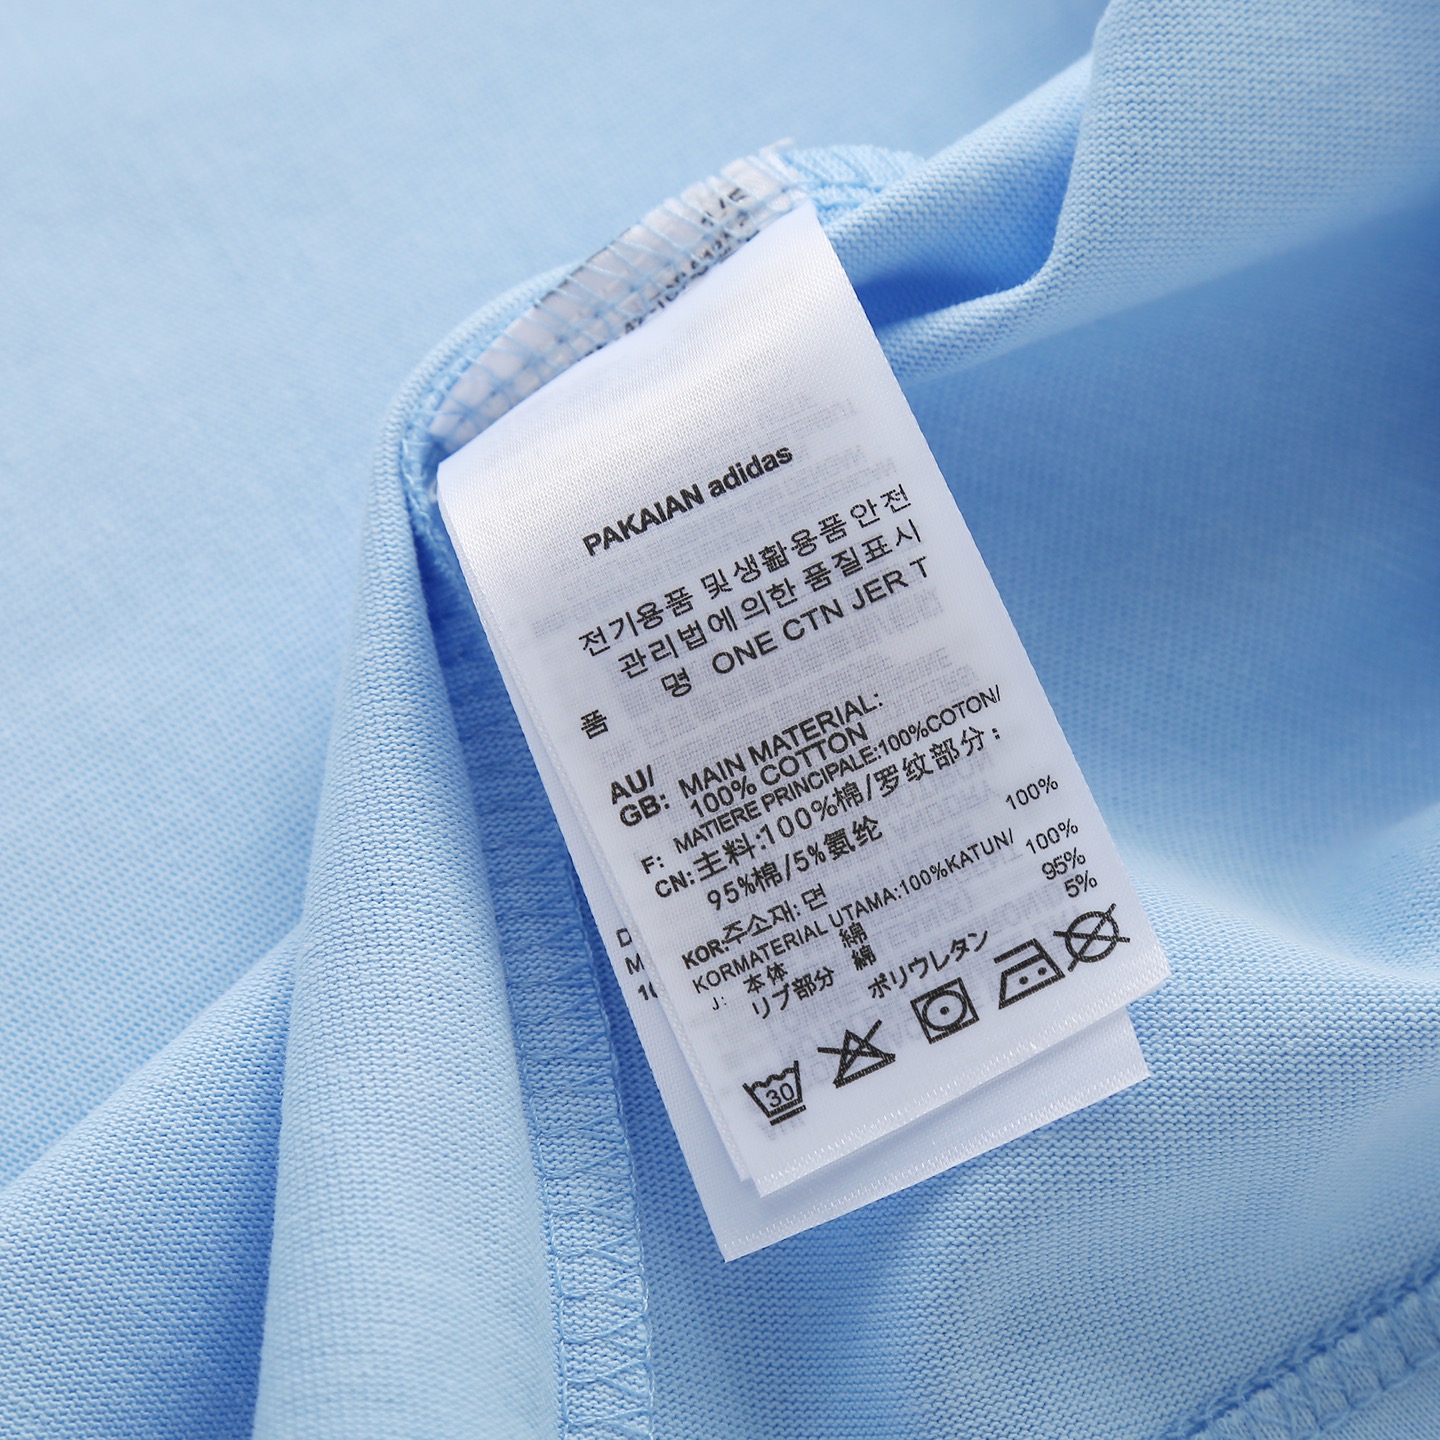 PAKAIAN adidas
전기용품 및생활용품안전
관리법에의한 품질표시
품 명 ONE CTN JER T
AU/ MAIN MATERIAL:
GB: 100% COTTON
F: MATIERE PRINCIPALE:100%COTON/
CN:主料:100%棉/罗纹部分:
95%棉/5%氨纶
KOR:주소재: 면 100%
KORMATERIAL UTAMA:100%KATUN/
J: 本体 綿 100%
リブ部分 綿 95%
ポリウレタン 5%
30